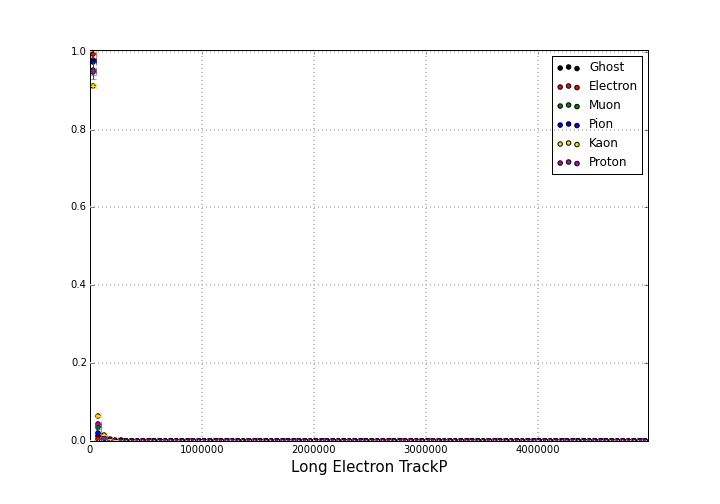 1.0
0.8
0.6
0.4
0.2
0.0
0
1000000
2000000
3000000
4000000
Long Electron TrackP
Ghost
Electron
Muon
Pion
Kaon
Proton